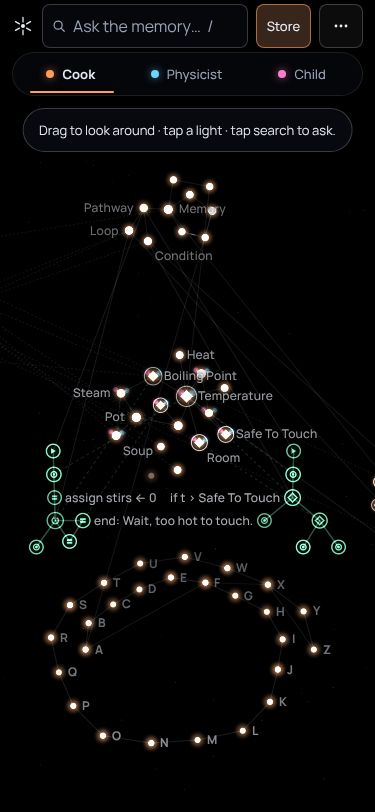 Ask the memory… /
Store
...
Cook
Physicist
Child
Drag to look around · tap a light · tap search to ask.
Pathway
Memory
Loop
Condition
Heat
Boiling Point
Steam
Temperature
Pot
Safe To Touch
Soup
Room
assign stirs ← 0
if t > Safe To Touch
end: Wait, too hot to touch.
U
V
W
T
D
E
F
X
S
C
G
B
H
Y
R
A
I
Z
Q
J
P
K
O
N
M
L